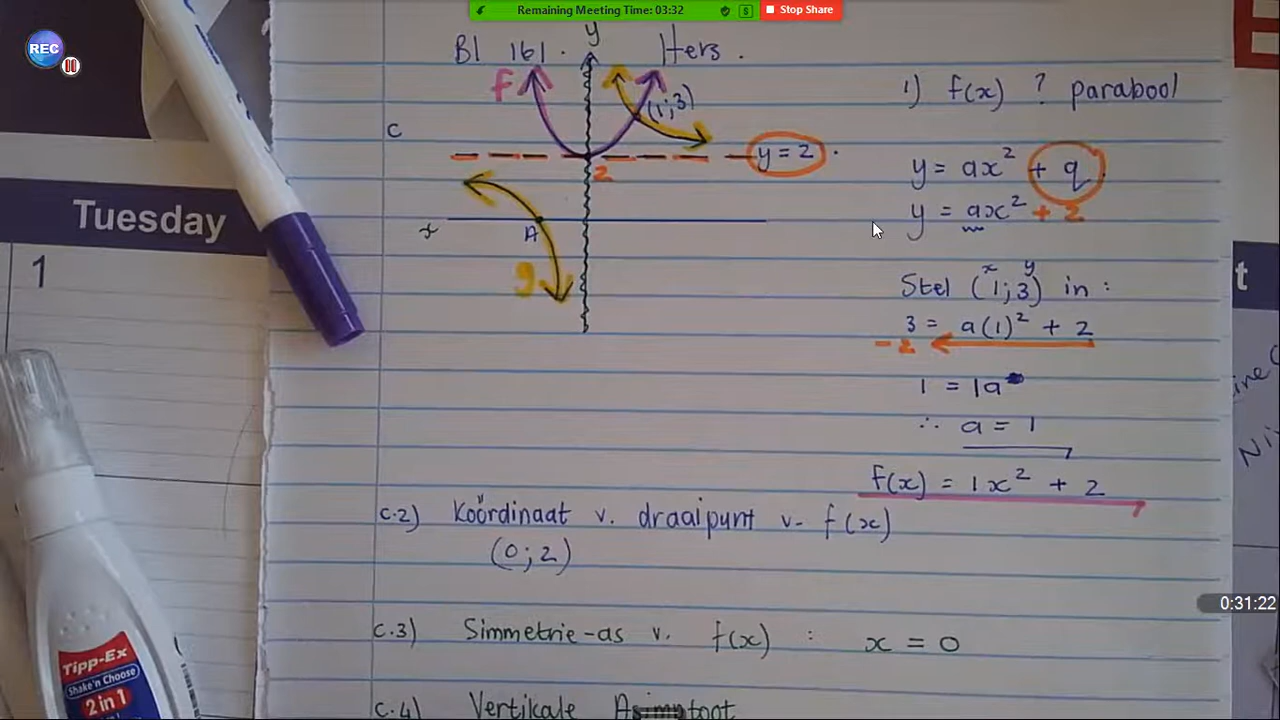 Remaining Meeting Time: 03:32
Stop Share
REC
Bl 161. Hers.
y
f
(1;3)
c
y = 2.
2
x
A
g
1) f(x) ? parabool
y = ax² + q
y = ax² + 2
x y
Stel (1;3) in :
3 = a(1)² + 2
-2
1 = 1a
∴ a = 1
f(x) = 1x² + 2
c.2) Koördinaat v. draaipunt v. f(x)
(0;2)
c.3) Simmetrie-as v. f(x) : x = 0
c.4) Vertikale Asimptoot
Tuesday
1
Tipp-Ex
Shake'n Choose
2 in 1
t
ine
Ni
0:31:22